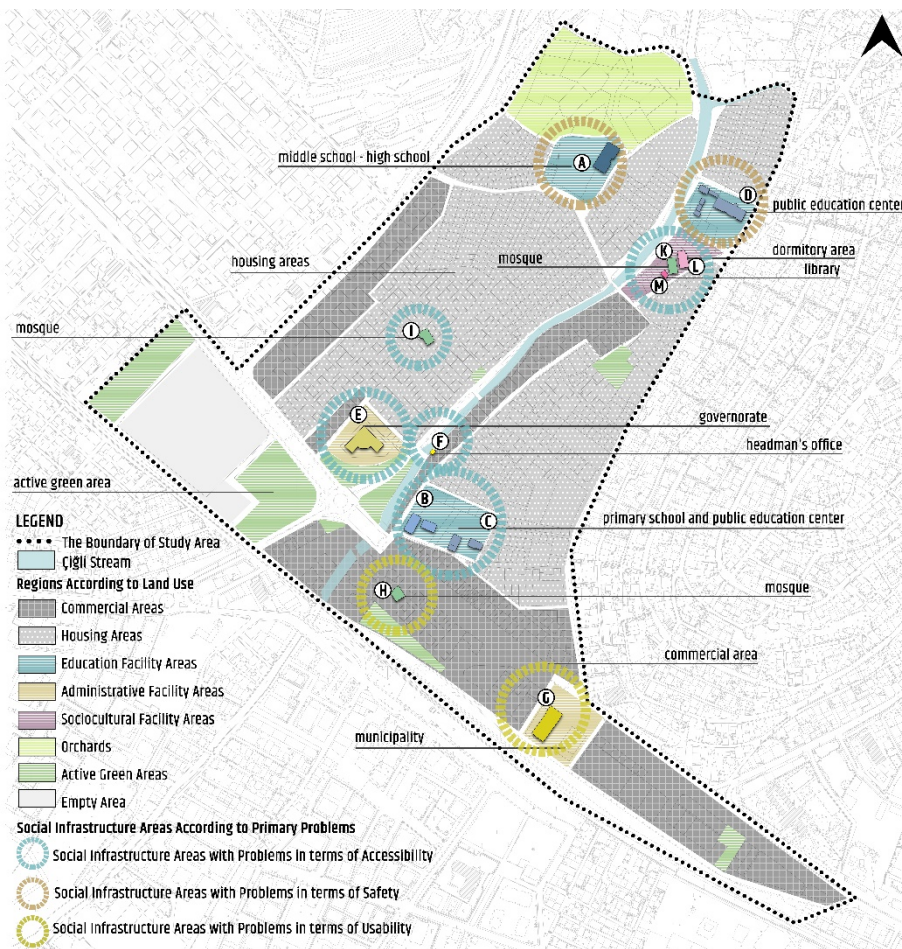 middle school - high school
A
D
public education center
K
mosque
dormitory area
L
library
M
housing areas
mosque
I
E
governorate
F
headman's office
active green area
B
C
primary school and public education center
H
mosque
commercial area
G
municipality
LEGEND
The Boundary of Study Area
Çiğli Stream
Regions According to Land Use
Commercial Areas
Housing Areas
Education Facility Areas
Administrative Facility Areas
Sociocultural Facility Areas
Orchards
Active Green Areas
Empty Area
Social Infrastructure Areas According to Primary Problems
Social Infrastructure Areas with Problems in terms of Accessibility
Social Infrastructure Areas with Problems in terms of Safety
Social Infrastructure Areas with Problems in terms of Usability